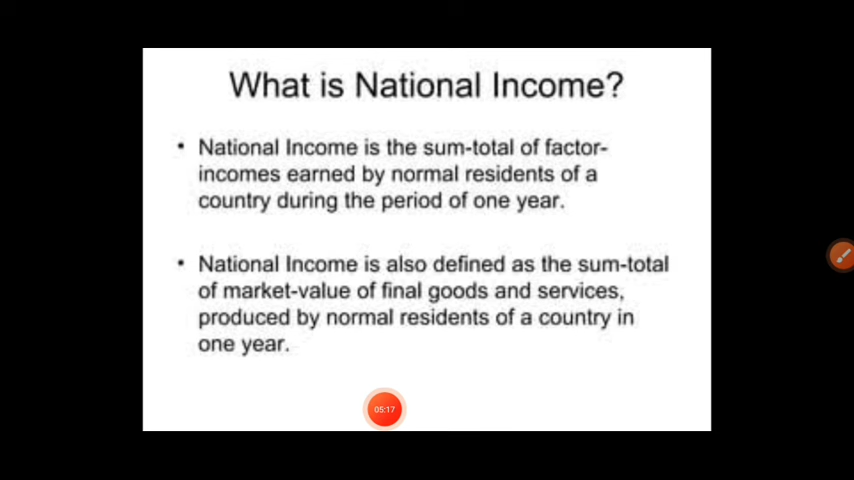 What is National Income?
• National Income is the sum-total of factor-
incomes earned by normal residents of a
country during the period of one year.
• National Income is also defined as the sum-total
of market-value of final goods and services,
produced by normal residents of a country in
one year.
05:17